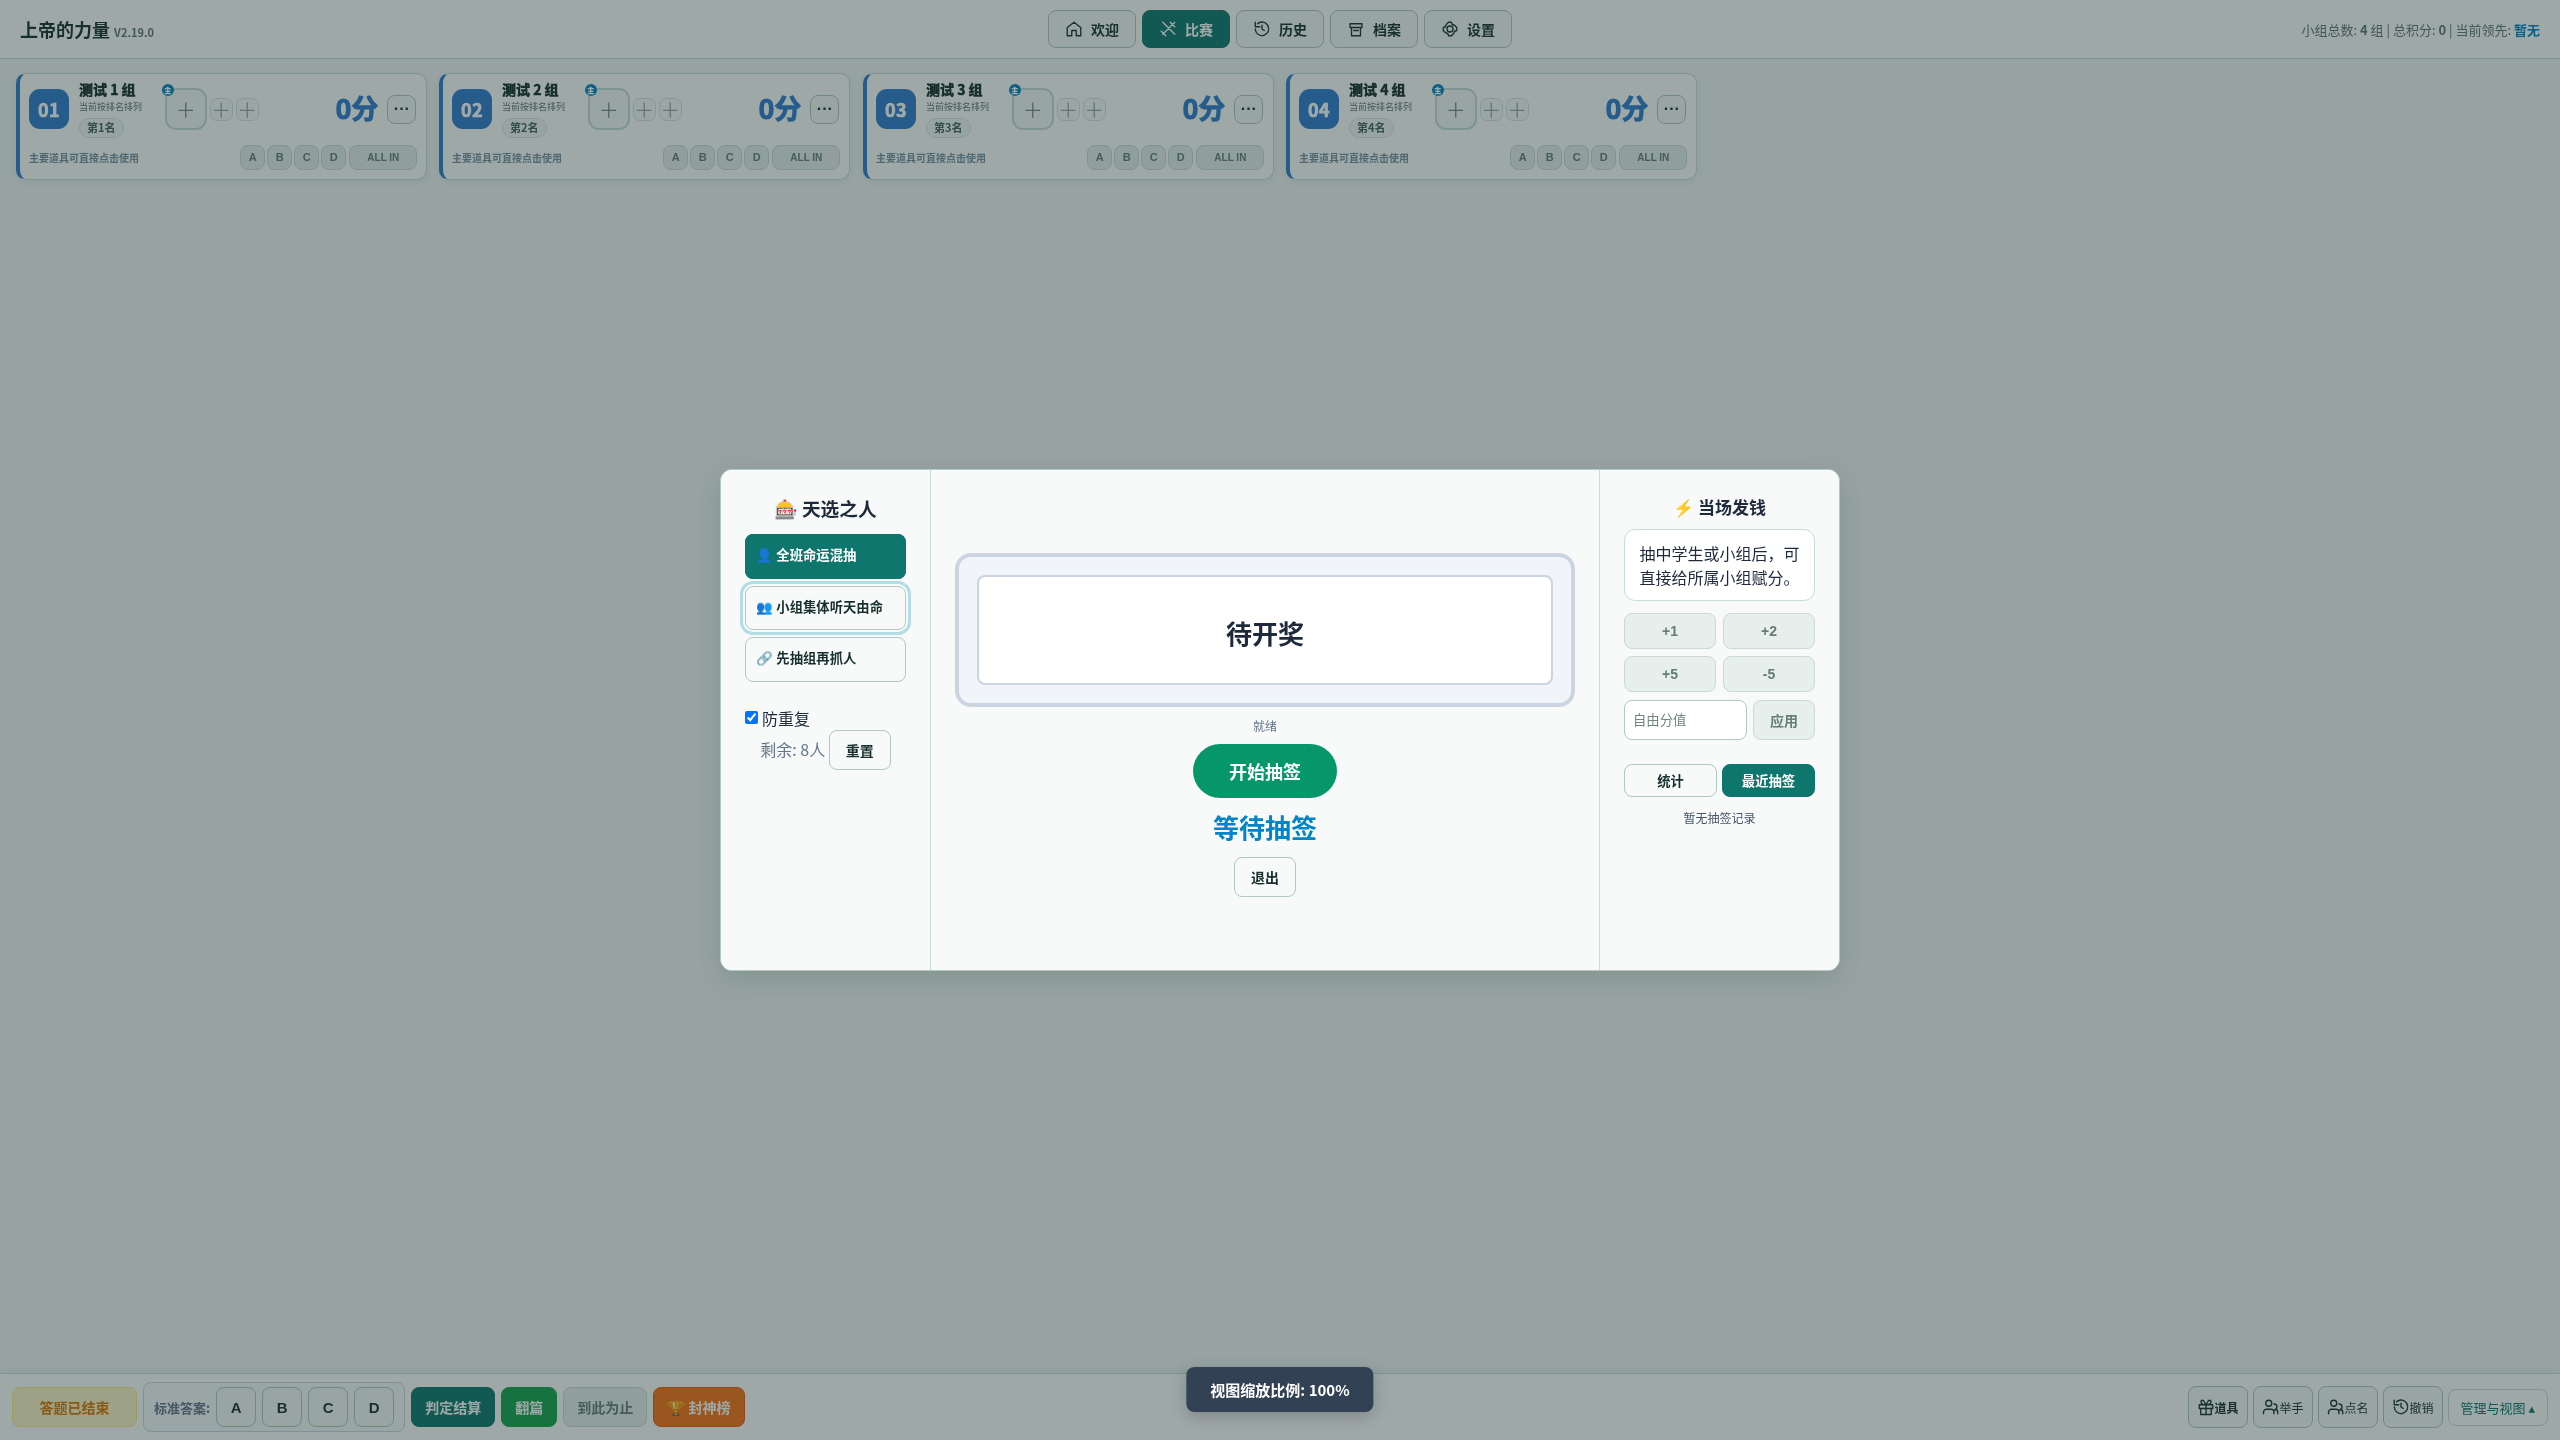 上帝的力量 V2.19.0
欢迎
比赛
历史
档案
设置
小组总数: 4 组 | 总积分: 0 | 当前领先: 暂无
01
测试 1 组
当前按排名排列
第1名
主
0分
...
主要道具可直接点击使用
A B C D ALL IN
02
测试 2 组
当前按排名排列
第2名
主
0分
...
主要道具可直接点击使用
A B C D ALL IN
03
测试 3 组
当前按排名排列
第3名
主
0分
...
主要道具可直接点击使用
A B C D ALL IN
04
测试 4 组
当前按排名排列
第4名
主
0分
...
主要道具可直接点击使用
A B C D ALL IN
🎰 天选之人
👤 全班命运混抽
👥 小组集体听天由命
🔗 先抽组再抓人
防重复
剩余: 8人 重置
待开奖
就绪
开始抽签
等待抽签
退出
⚡ 当场发钱
抽中学生或小组后，可
直接给所属小组赋分。
+1 +2
+5 -5
自由分值 应用
统计 最近抽签
暂无抽签记录
答题已结束
标准答案: A B C D
判定结算
翻篇
到此为止
🏆 封神榜
视图缩放比例: 100%
道具
举手
点名
撤销
管理与视图 ▴